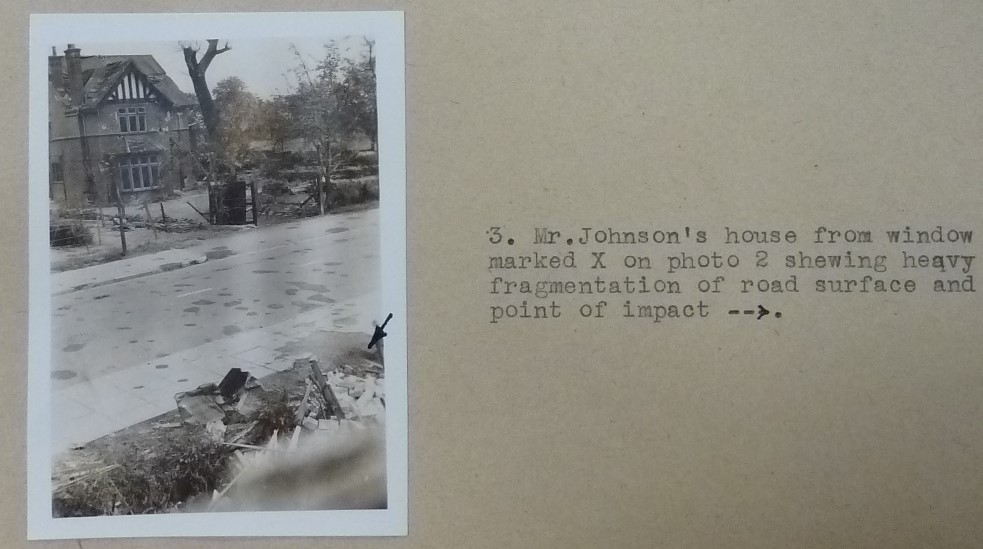 3. Mr.Johnson's house from window
marked X on photo 2 shewing heavy
fragmentation of road surface and
point of impact -->.